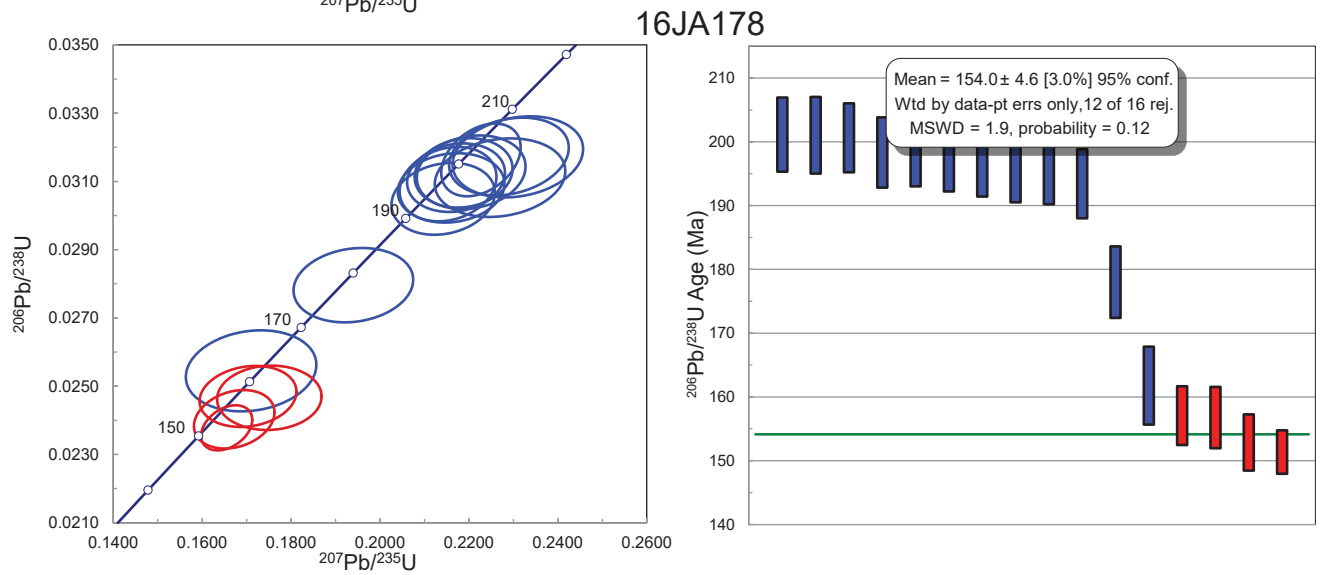 ²⁰⁷Pb/²³⁵U
16JA178
0.0350
0.0330
0.0310
0.0290
0.0270
0.0250
0.0230
0.0210
²⁰⁶Pb/²³⁸U
210
190
170
150
0.1400 0.1600 0.1800 0.2000 0.2200 0.2400 0.2600
²⁰⁷Pb/²³⁵U
210
200
190
180
170
160
150
140
²⁰⁶Pb/²³⁸U Age (Ma)
Mean = 154.0± 4.6 [3.0%] 95% conf.
Wtd by data-pt errs only,12 of 16 rej.
MSWD = 1.9, probability = 0.12